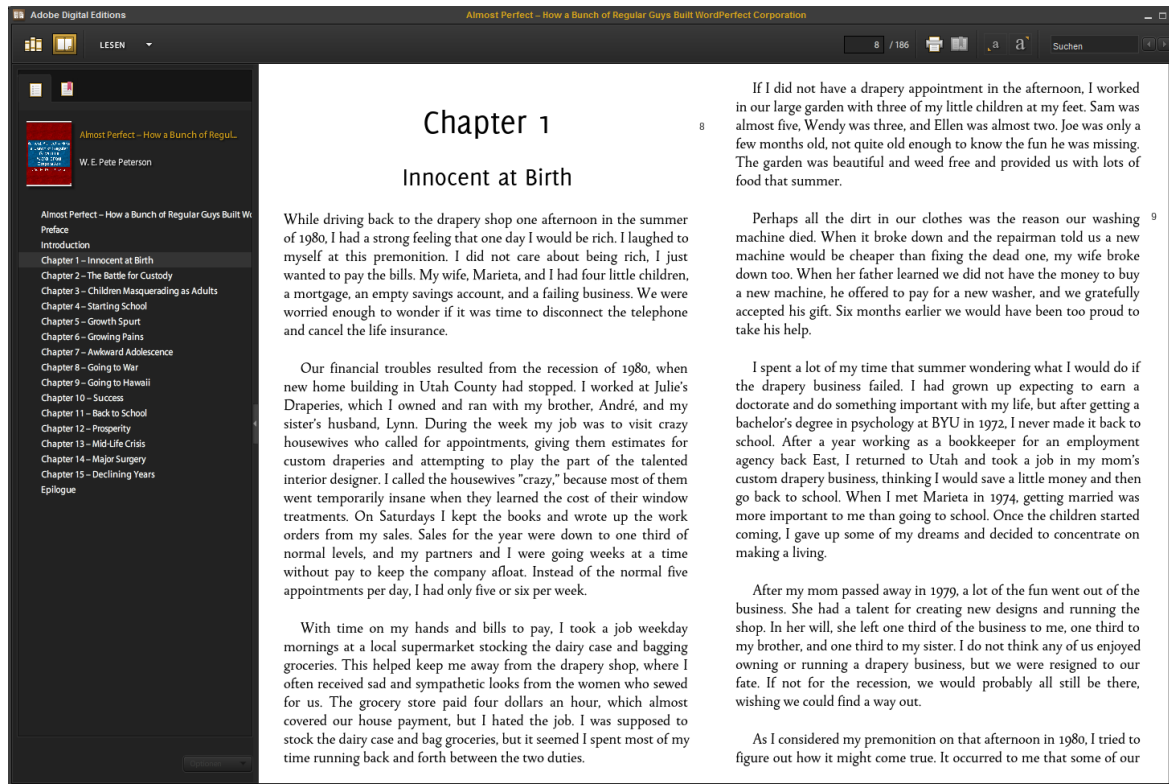 Adobe Digital Editions
Almost Perfect – How a Bunch of Regular Guys Built WordPerfect Corporation
LESEN
8 / 186
a a
Suchen
Almost Perfect – How a Bunch of Regul...
W. E. Pete Peterson
Almost Perfect – How a Bunch of Regular Guys Built Wo
Preface
Introduction
Chapter 1 – Innocent at Birth
Chapter 2 – The Battle for Custody
Chapter 3 – Children Masquerading as Adults
Chapter 4 – Starting School
Chapter 5 – Growth Spurt
Chapter 6 – Growing Pains
Chapter 7 – Awkward Adolescence
Chapter 8 – Going to War
Chapter 9 – Going to Hawaii
Chapter 10 – Success
Chapter 11 – Back to School
Chapter 12 – Prosperity
Chapter 13 – Mid-Life Crisis
Chapter 14 – Major Surgery
Chapter 15 – Declining Years
Epilogue
Optionen
Chapter 1
8
Innocent at Birth
While driving back to the drapery shop one afternoon in the summer
of 1980, I had a strong feeling that one day I would be rich. I laughed to
myself at this premonition. I did not care about being rich, I just
wanted to pay the bills. My wife, Marieta, and I had four little children,
a mortgage, an empty savings account, and a failing business. We were
worried enough to wonder if it was time to disconnect the telephone
and cancel the life insurance.
Our financial troubles resulted from the recession of 1980, when
new home building in Utah County had stopped. I worked at Julie's
Draperies, which I owned and ran with my brother, André, and my
sister's husband, Lynn. During the week my job was to visit crazy
housewives who called for appointments, giving them estimates for
custom draperies and attempting to play the part of the talented
interior designer. I called the housewives "crazy," because most of them
went temporarily insane when they learned the cost of their window
treatments. On Saturdays I kept the books and wrote up the work
orders from my sales. Sales for the year were down to one third of
normal levels, and my partners and I were going weeks at a time
without pay to keep the company afloat. Instead of the normal five
appointments per day, I had only five or six per week.
With time on my hands and bills to pay, I took a job weekday
mornings at a local supermarket stocking the dairy case and bagging
groceries. This helped keep me away from the drapery shop, where I
often received sad and sympathetic looks from the women who sewed
for us. The grocery store paid four dollars an hour, which almost
covered our house payment, but I hated the job. I was supposed to
stock the dairy case and bag groceries, but it seemed I spent most of my
time running back and forth between the two duties.
If I did not have a drapery appointment in the afternoon, I worked
in our large garden with three of my little children at my feet. Sam was
almost five, Wendy was three, and Ellen was almost two. Joe was only a
few months old, not quite old enough to know the fun he was missing.
The garden was beautiful and weed free and provided us with lots of
food that summer.
Perhaps all the dirt in our clothes was the reason our washing 9
machine died. When it broke down and the repairman told us a new
machine would be cheaper than fixing the dead one, my wife broke
down too. When her father learned we did not have the money to buy
a new machine, he offered to pay for a new washer, and we gratefully
accepted his gift. Six months earlier we would have been too proud to
take his help.
I spent a lot of my time that summer wondering what I would do if
the drapery business failed. I had grown up expecting to earn a
doctorate and do something important with my life, but after getting a
bachelor's degree in psychology at BYU in 1972, I never made it back to
school. After a year working as a bookkeeper for an employment
agency back East, I returned to Utah and took a job in my mom's
custom drapery business, thinking I would save a little money and then
go back to school. When I met Marieta in 1974, getting married was
more important to me than going to school. Once the children started
coming, I gave up some of my dreams and decided to concentrate on
making a living.
After my mom passed away in 1979, a lot of the fun went out of the
business. She had a talent for creating new designs and running the
shop. In her will, she left one third of the business to me, one third to
my brother, and one third to my sister. I do not think any of us enjoyed
owning or running a drapery business, but we were resigned to our
fate. If not for the recession, we would probably all still be there,
wishing we could find a way out.
As I considered my premonition on that afternoon in 1980, I tried to
figure out how it might come true. It occurred to me that some of our